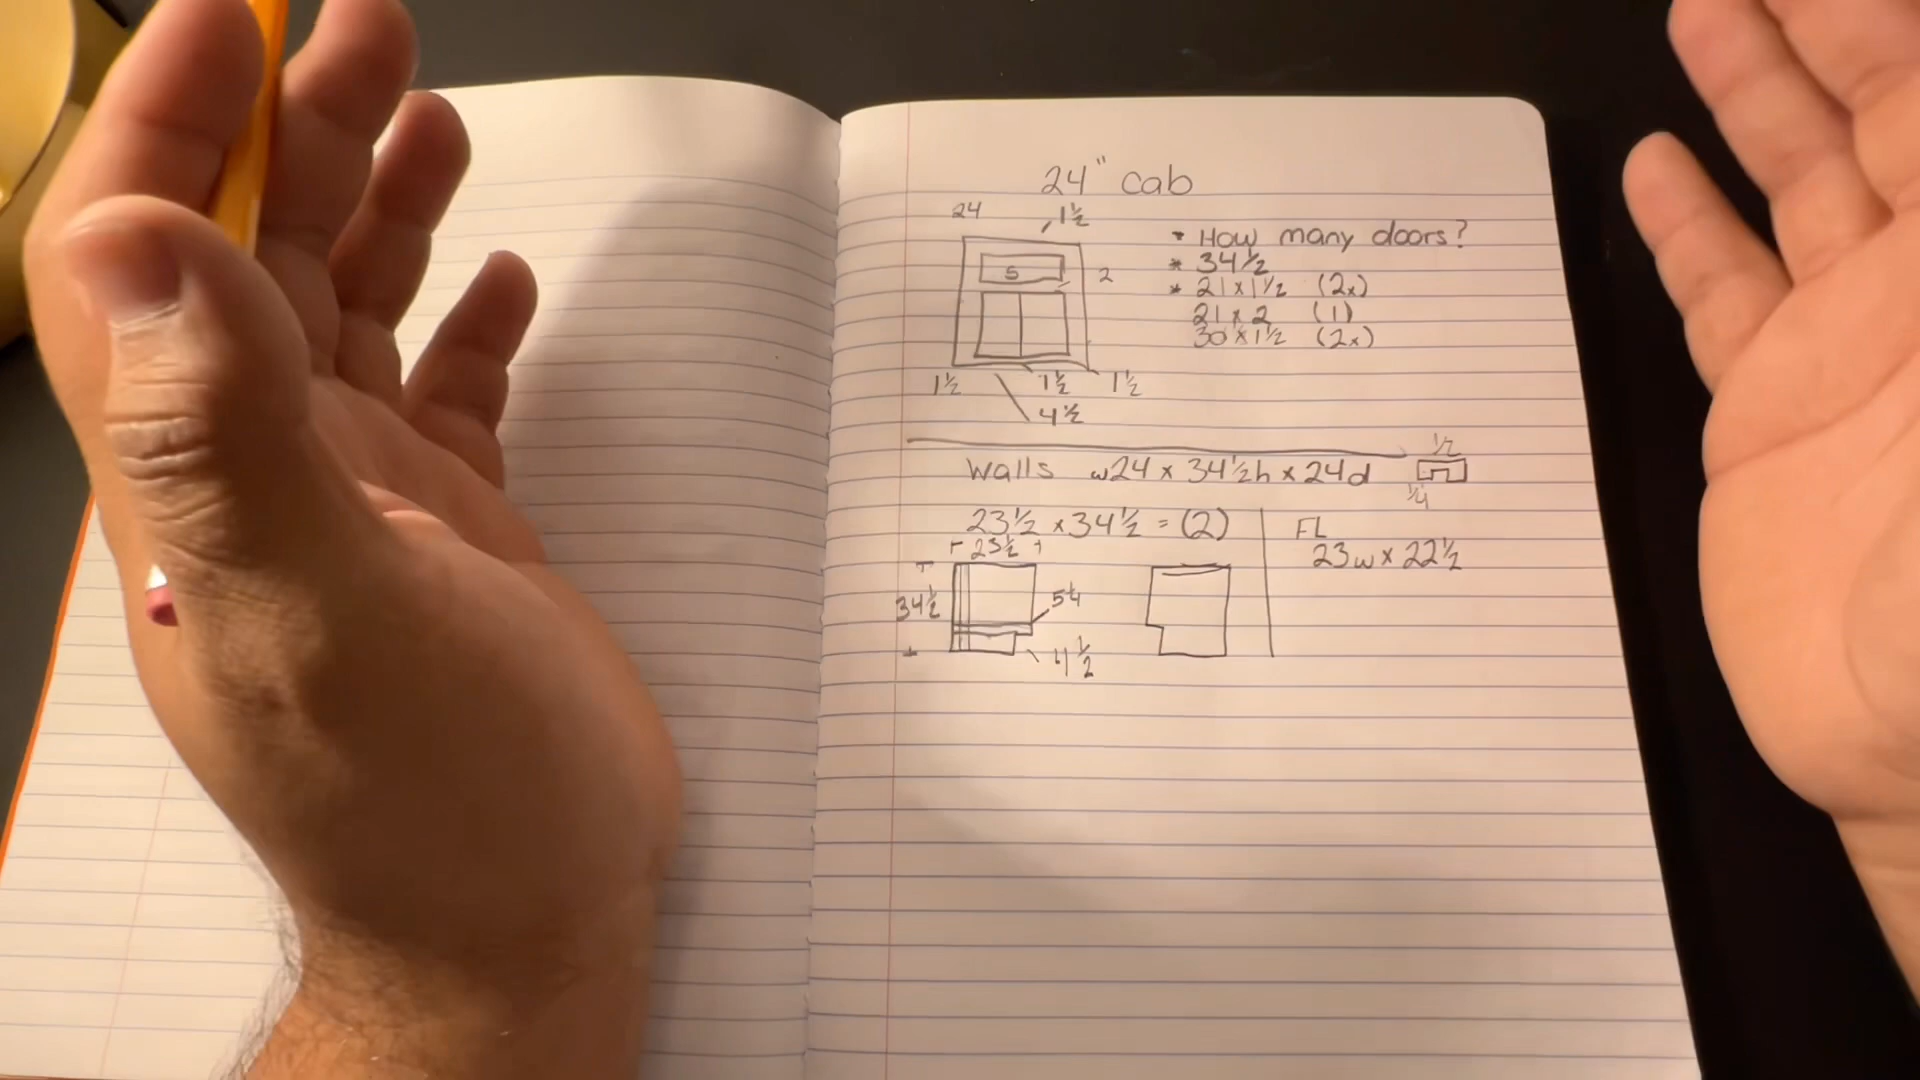 24" cab
24
1½
5
2
1½
1½
1½
4½
* How many doors?
* 34½
* 21 x 1½ (2x)
21 x 2 (1)
30 x 1½ (2x)
Walls w24 x 34½h x 24d
½
¼
23½ x 34½ = (2)
23½
34½
5¼
4½
FL
23w x 22½